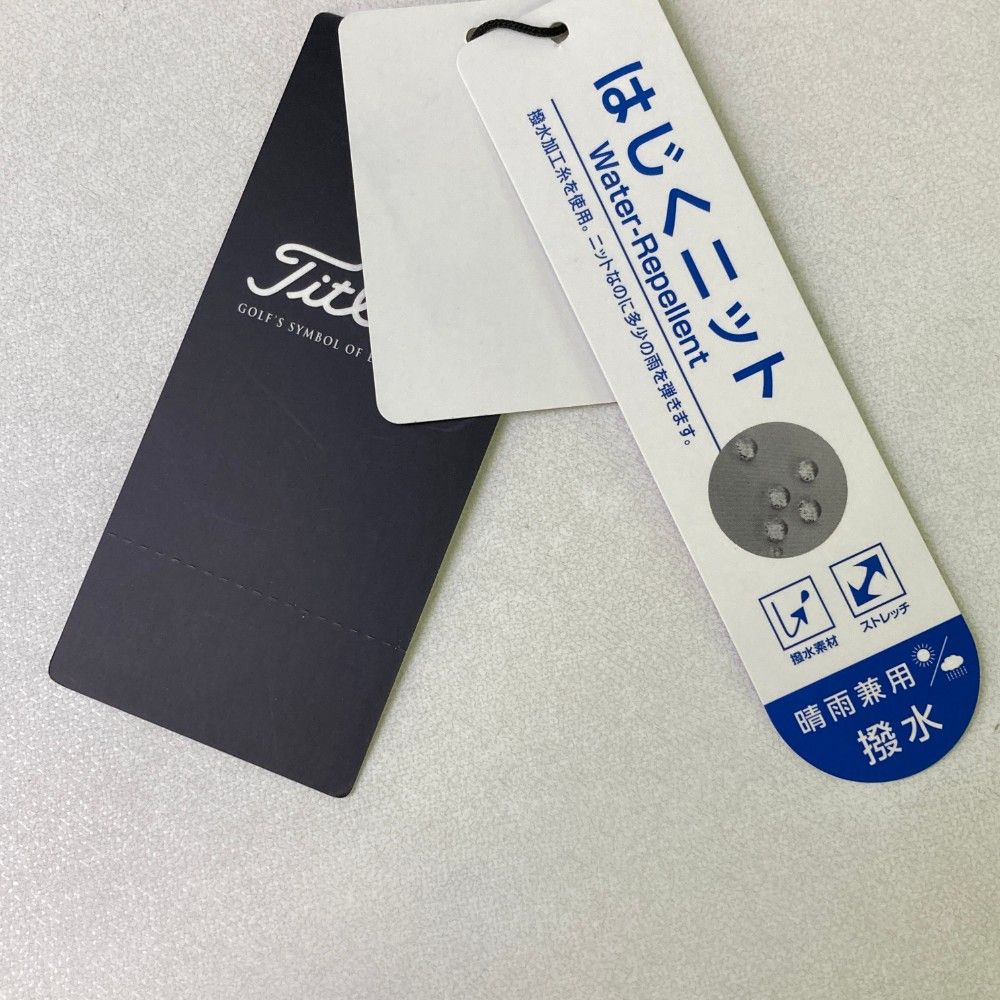 Titl
GOLF'S SYMBOL OF
はじくニット
Water-Repellent
撥水加工糸を使用。ニットなのに多少の雨を弾きます。
撥水素材
ストレッチ
晴雨兼用
撥水